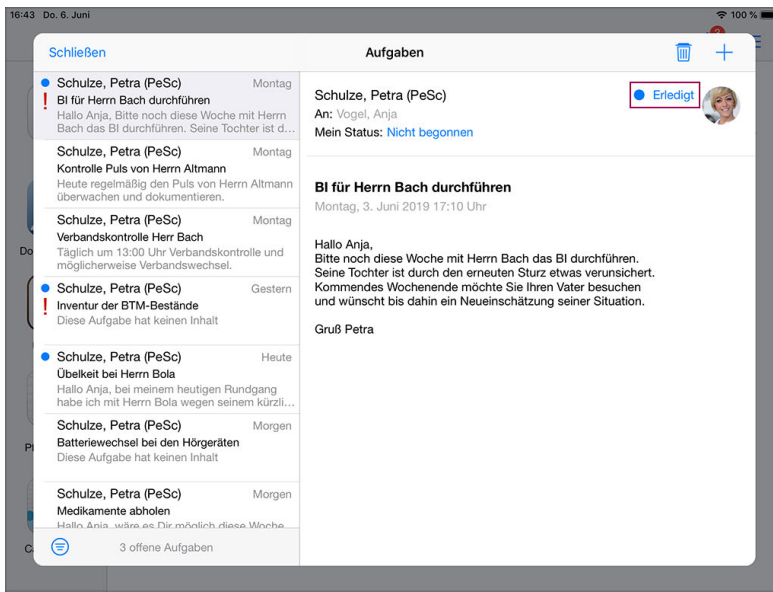 16:43 Do. 6. Juni
100 %
Schließen
Aufgaben
Schulze, Petra (PeSc) Montag
BI für Herrn Bach durchführen
Hallo Anja, Bitte noch diese Woche mit Herrn
Bach das BI durchführen. Seine Tochter ist d...
Schulze, Petra (PeSc) Montag
Kontrolle Puls von Herrn Altmann
Heute regelmäßig den Puls von Herrn Altmann
überwachen und dokumentieren.
Schulze, Petra (PeSc) Montag
Verbandskontrolle Herr Bach
Täglich um 13:00 Uhr Verbandskontrolle und
möglicherweise Verbandswechsel.
Schulze, Petra (PeSc) Gestern
Inventur der BTM-Bestände
Diese Aufgabe hat keinen Inhalt
Schulze, Petra (PeSc) Heute
Übelkeit bei Herrn Bola
Hallo Anja, bei meinem heutigen Rundgang
habe ich mit Herrn Bola wegen seinem kürzli...
Schulze, Petra (PeSc) Morgen
Batteriewechsel bei den Hörgeräten
Diese Aufgabe hat keinen Inhalt
Schulze, Petra (PeSc) Morgen
Medikamente abholen
Hallo Anja, wäre es Dir möglich diese Woche
3 offene Aufgaben
Schulze, Petra (PeSc)
Erledigt
An: Vogel, Anja
Mein Status: Nicht begonnen
BI für Herrn Bach durchführen
Montag, 3. Juni 2019 17:10 Uhr
Hallo Anja,
Bitte noch diese Woche mit Herrn Bach das BI durchführen.
Seine Tochter ist durch den erneuten Sturz etwas verunsichert.
Kommendes Wochenende möchte Sie Ihren Vater besuchen
und wünscht bis dahin ein Neueinschätzung seiner Situation.
Gruß Petra